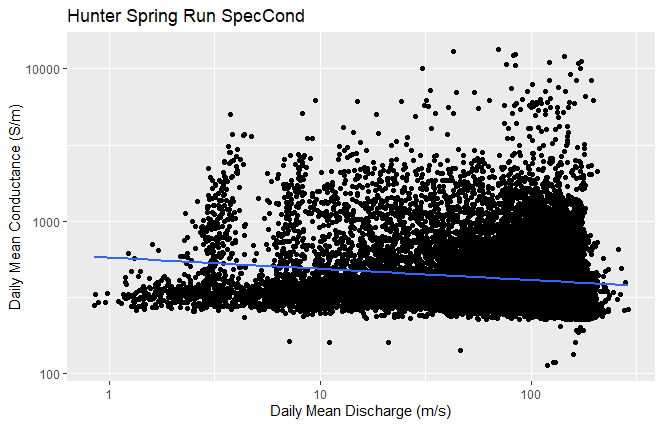 Hunter Spring Run SpecCond
Daily Mean Conductance (S/m)
10000
1000
100
1
10
100
Daily Mean Discharge (m/s)